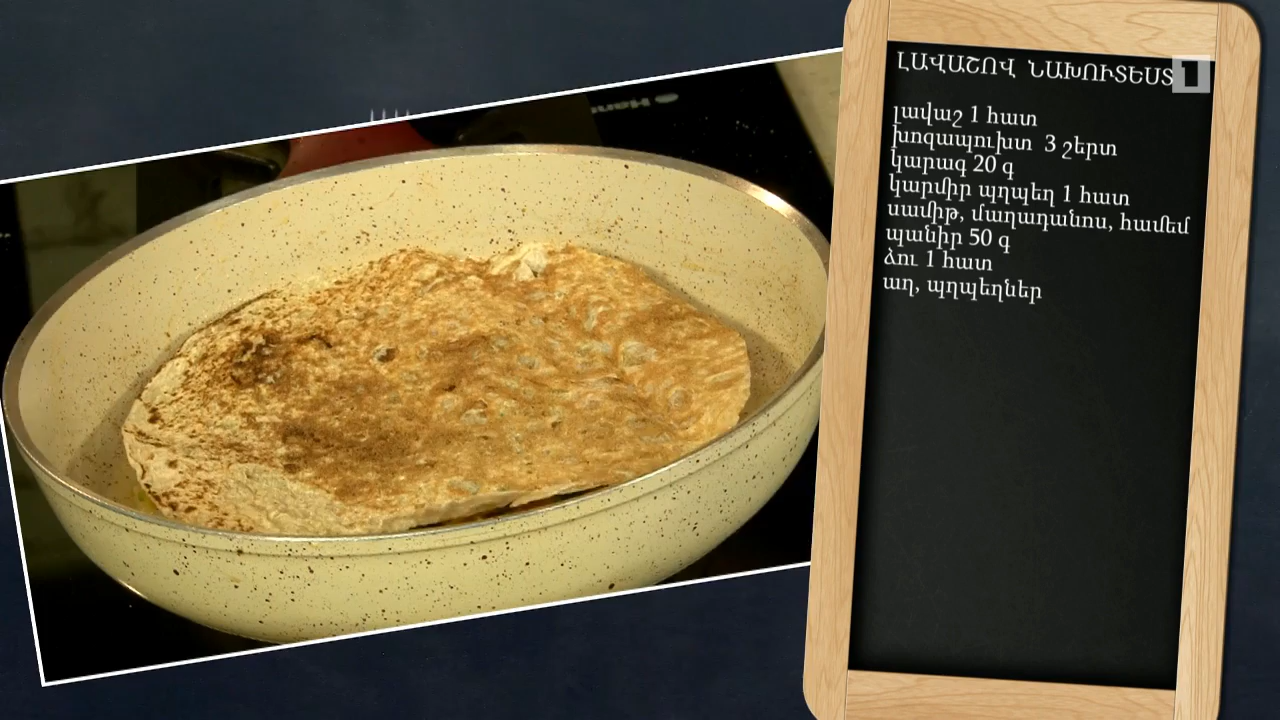 ԼԱՎԱՇՈՎ ՆԱԽՈՒՏԵՍՏ
լավաշ 1 հատ
խոզապուխտ 3 շերտ
կարագ 20 գ
կարմիր պղպեղ 1 հատ
սամիթ, մաղադանոս, համեմ
պանիր 50 գ
ձու 1 հատ
աղ, պղպեղներ